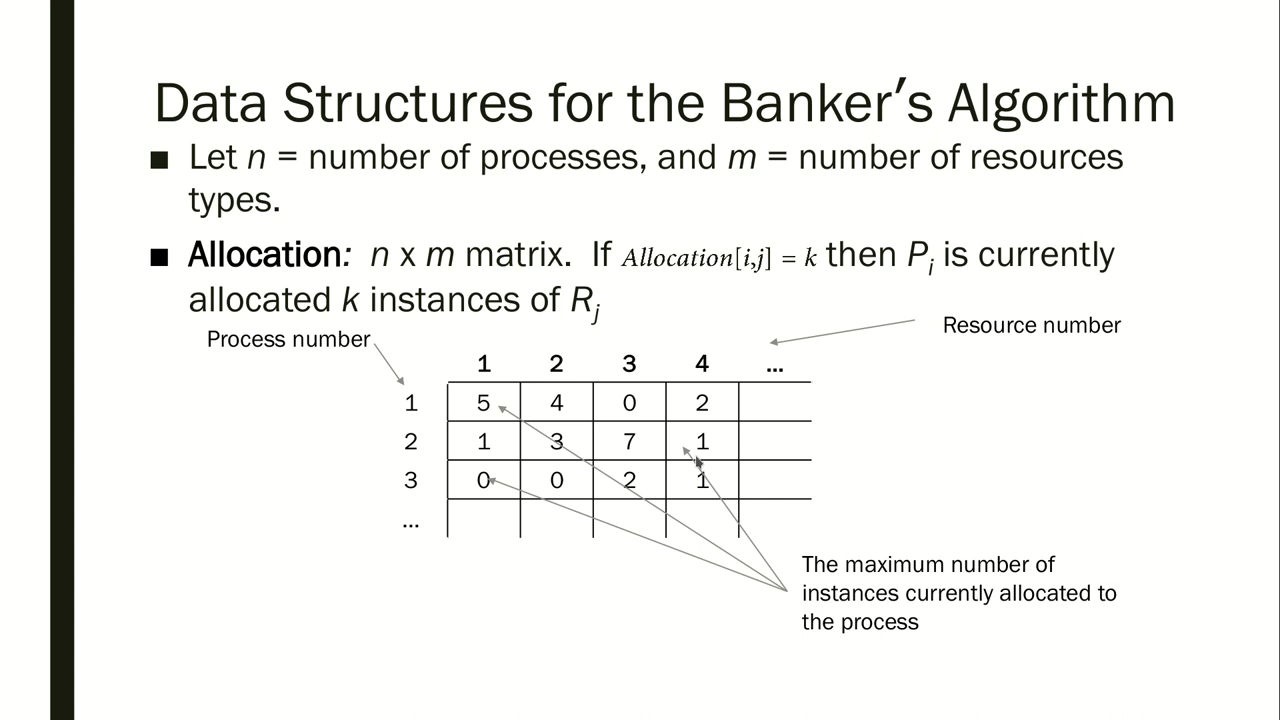 Data Structures for the Banker’s Algorithm
■ Let n = number of processes, and m = number of resources
types.
■ Allocation: n x m matrix. If Allocation[i,j] = k then Pi is currently
allocated k instances of Rj
Process number
Resource number
1 2 3 4 ...
1 5 4 0 2
2 1 3 7 1
3 0 0 2 1
...
The maximum number of
instances currently allocated to
the process